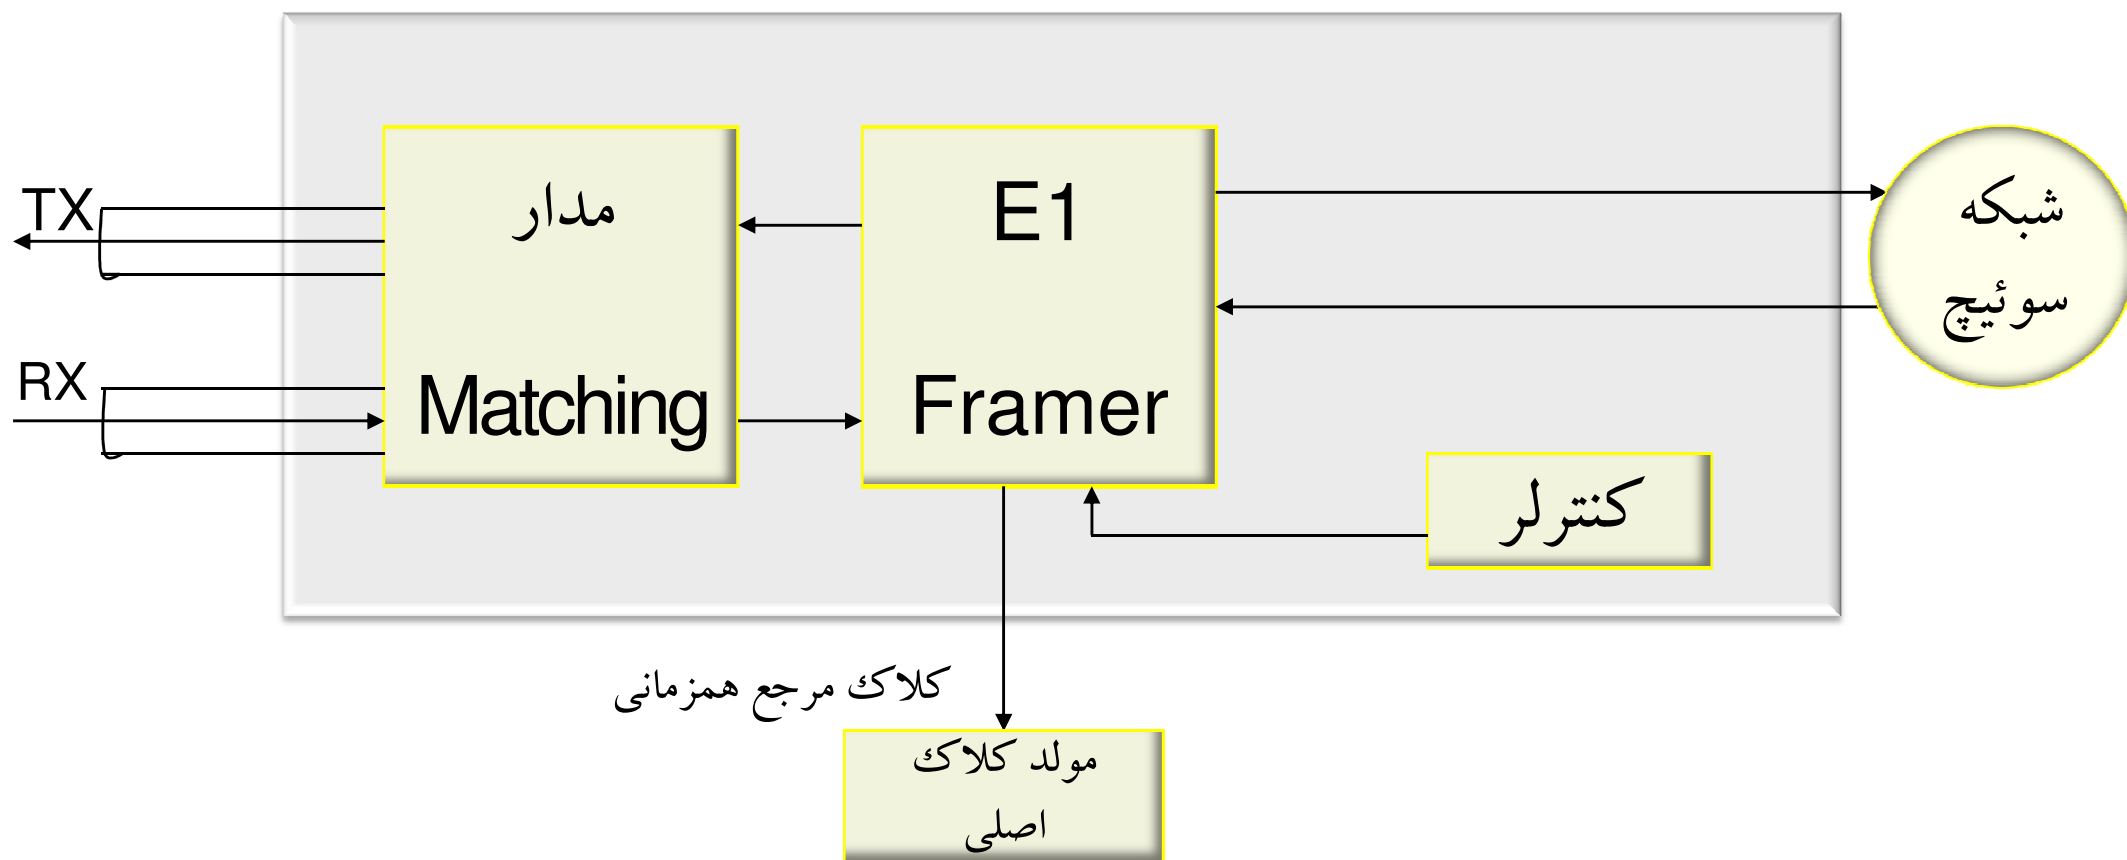 TX
RX
مدار
Matching
E1
Framer
شبکه
سوئیچ
کنترلر
کلاک مرجع همزمانی
مولد کلاک
اصلی